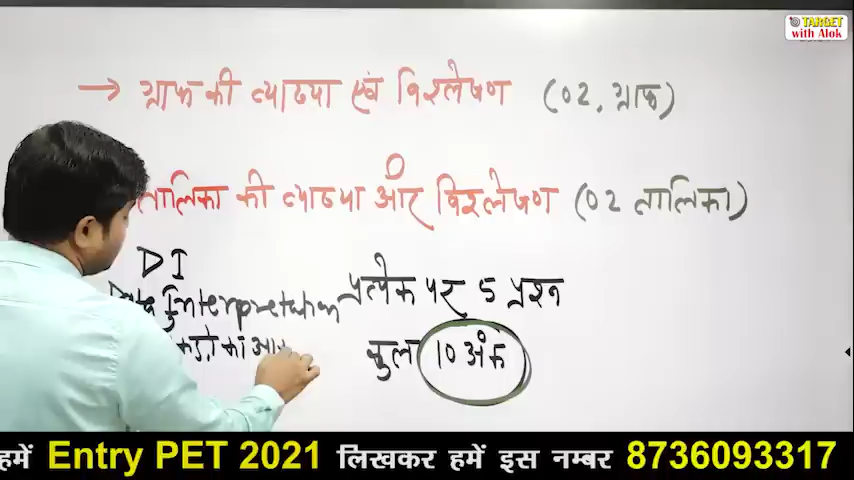 TARGET
with Alok
→ ग्राफ की व्याख्या एवं विश्लेषण (02, ग्राफ)
तालिका की व्याख्या और विश्लेषण (02 तालिका)
DI
Interpretation प्रत्येक पर 5 प्रश्न
कुल 10 अंक
हमें Entry PET 2021 लिखकर हमें इस नम्बर 8736093317